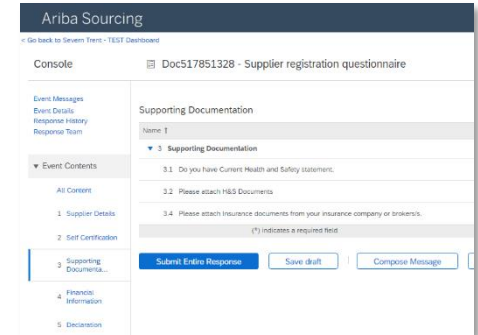 Ariba Sourcing
< Go back to Severn Trent - TEST Dashboard
Console
Doc517851328 - Supplier registration questionnaire
Event Messages
Event Details
Response History
Response Team
▼ Event Contents
All Content
1 Supplier Details
2 Self Certification
3 Supporting
Documenta...
4 Financial
Information
5 Declaration
Supporting Documentation
Name ↑
▼ 3 Supporting Documentation
3.1 Do you have Current Health and Safety statement.
3.2 Please attach H&S Documents
3.4 Please attach Insurance documents from your insurance company or broker/s.
(*) indicates a required field
Submit Entire Response
Save draft
Compose Message